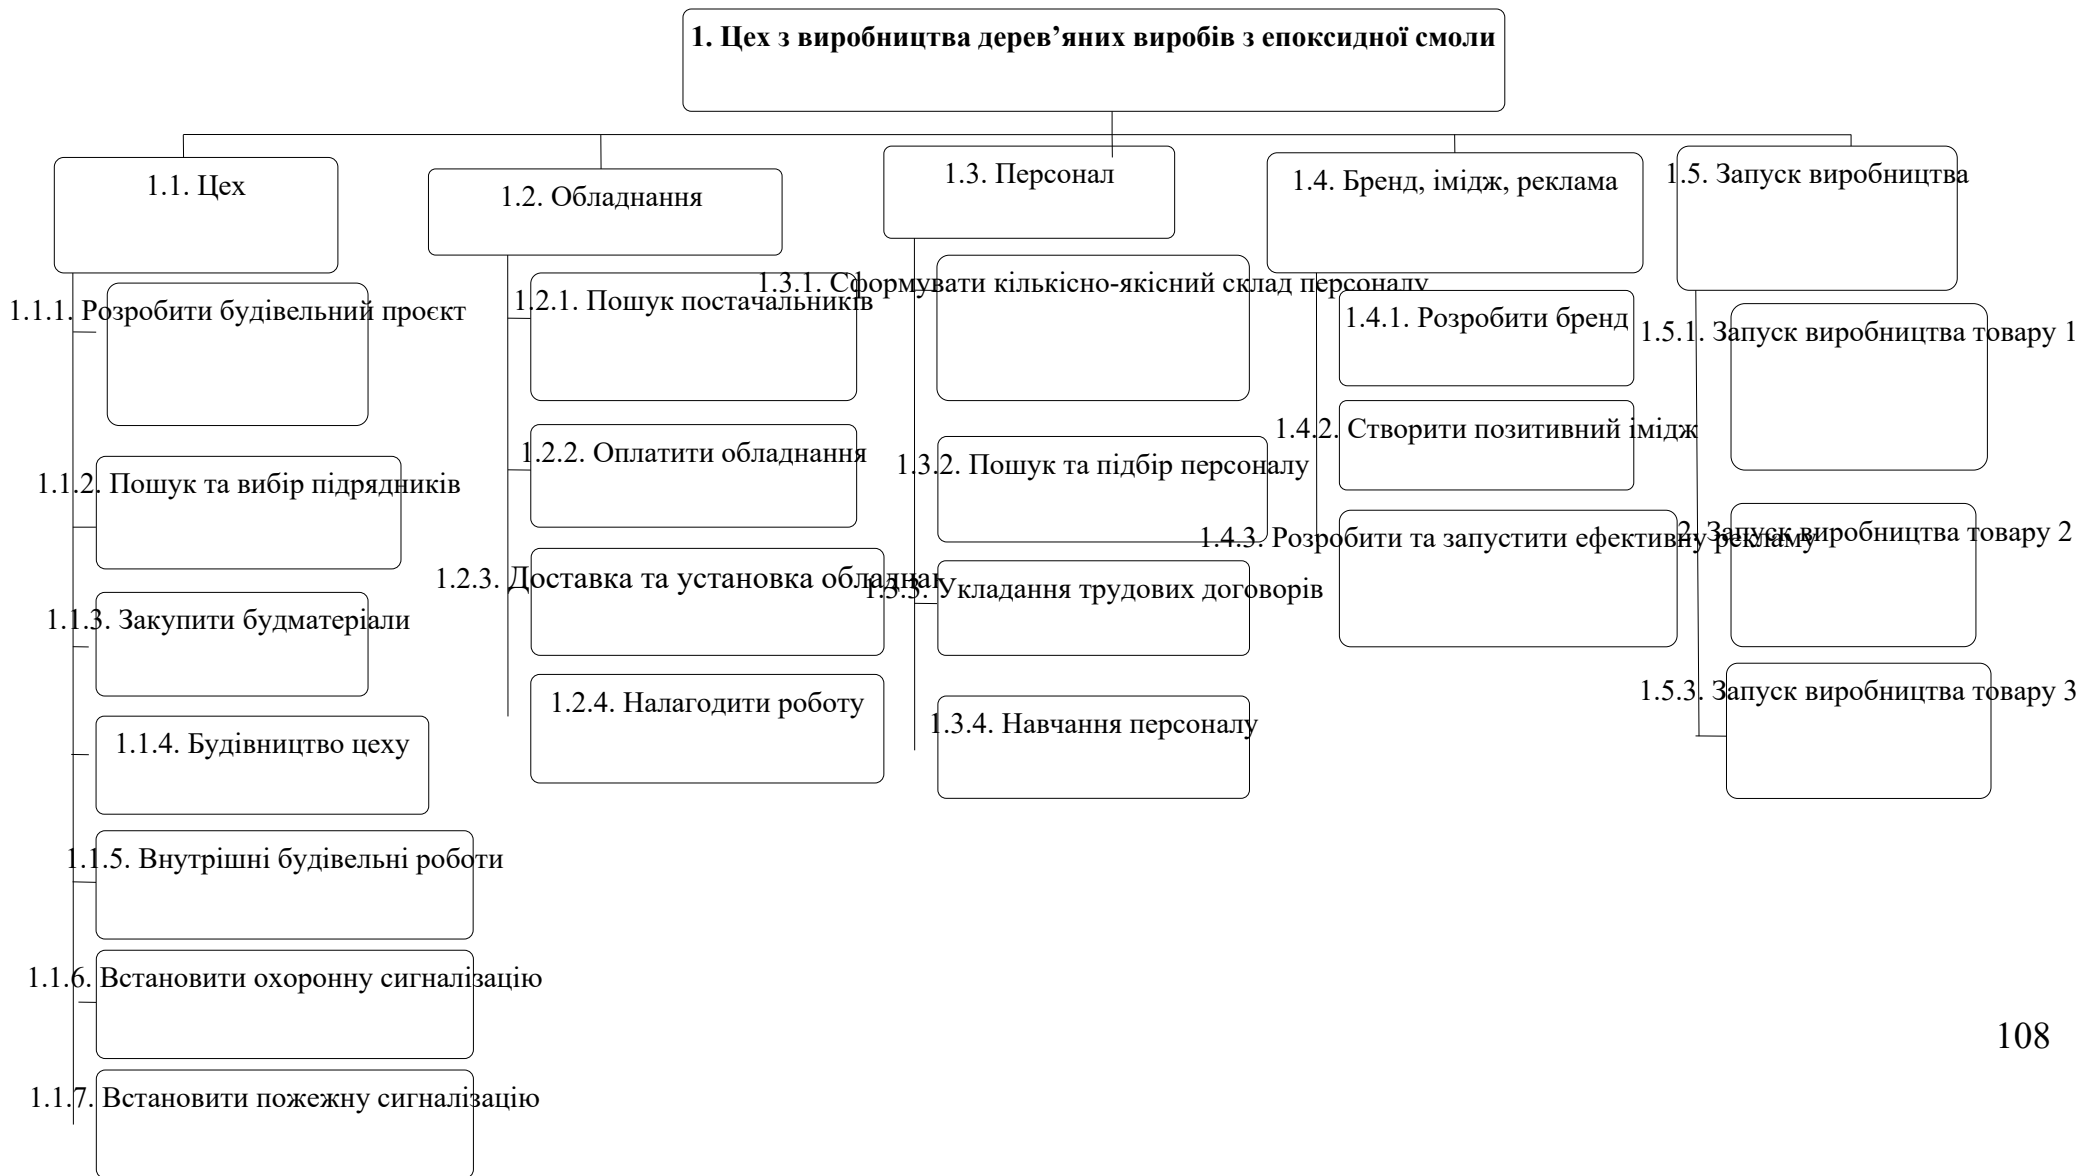 1. Цех з виробництва дерев’яних виробів з епоксидної смоли
1.1. Цех
1.1.1. Розробити будівельний проєкт
1.1.2. Пошук та вибір підрядників
1.1.3. Закупити будматеріали
1.1.4. Будівництво цеху
1.1.5. Внутрішні будівельні роботи
1.1.6. Встановити охоронну сигналізацію
1.1.7. Встановити пожежну сигналізацію
1.2. Обладнання
1.2.1. Пошук постачальників
1.2.2. Оплатити обладнання
1.2.3. Доставка та установка обладнан
1.2.4. Налагодити роботу
1.3. Персонал
1.3.1. Сформувати кількісно-якісний склад персоналу
1.3.2. Пошук та підбір персоналу
1.3.3. Укладання трудових договорів
1.3.4. Навчання персоналу
1.4. Бренд, імідж, реклама
1.4.1. Розробити бренд
1.4.2. Створити позитивний імідж
1.4.3. Розробити та запустити ефективну рекламу
1.5. Запуск виробництва
1.5.1. Запуск виробництва товару 1
2. Запуск виробництва товару 2
1.5.3. Запуск виробництва товару 3
108